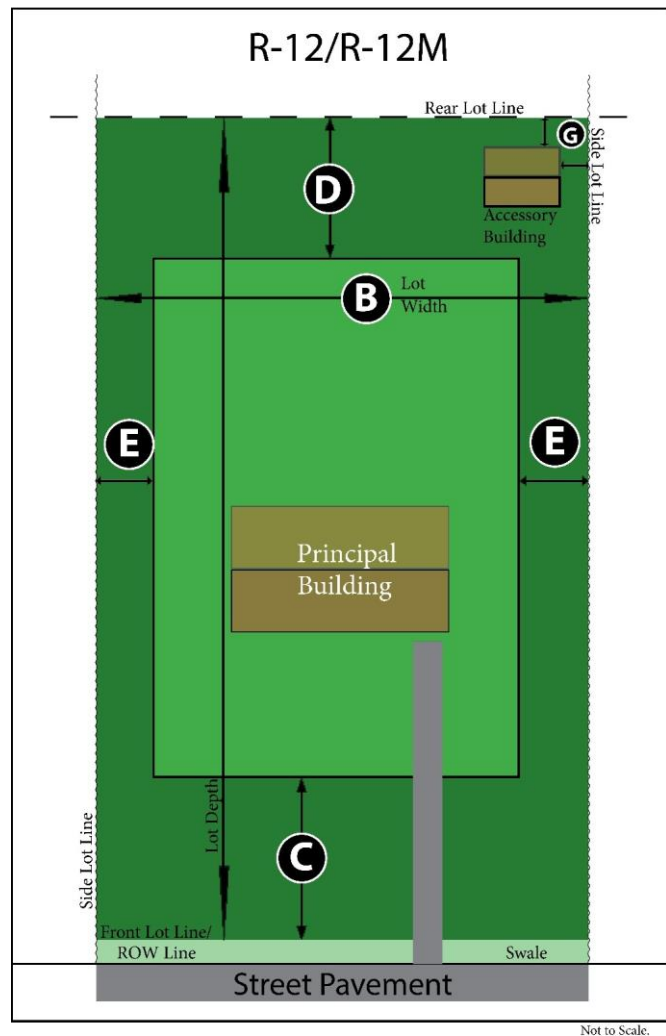 R-12/R-12M
Rear Lot Line
G
Side Lot Line
D
Accessory
Building
B
Lot
Width
E
E
Principal
Building
Lot Depth
C
Side Lot Line
Front Lot Line/
ROW Line
Swale
Street Pavement
Not to Scale.